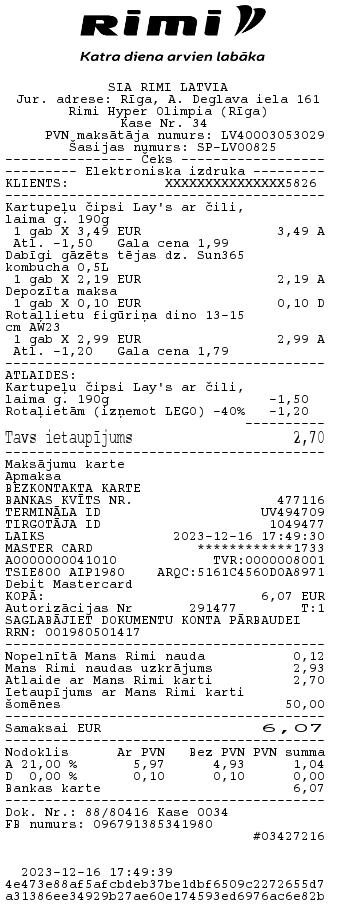 Rimi
Katra diena arvien labāka
SIA RIMI LATVIA
Jur. adrese: Rīga, A. Deglava iela 161
Rimi Hyper Olimpia (Rīga)
Kase Nr. 34
PVN maksātāja numurs: LV40003053029
Šasijas numurs: SP-LV00825
---------------- Čeks ----------------
--------- Elektroniska izdruka ---------
KLIENTS: XXXXXXXXXXXXXXX5826
Kartupeļu čipsi Lay's ar čili,
laima g. 190g
1 gab X 3,49 EUR 3,49 A
Atl. -1,50 Gala cena 1,99
Dabīgi gāzēts tējas dz. Sun365
kombucha 0,5L
1 gab X 2,19 EUR 2,19 A
Depozīta maksa
1 gab X 0,10 EUR 0,10 D
Rotaļlietu figūriņa dino 13-15
cm AW23
1 gab X 2,99 EUR 2,99 A
Atl. -1,20 Gala cena 1,79
ATLAIDES:
Kartupeļu čipsi Lay's ar čili,
laima g. 190g -1,50
Rotaļlietām (izņemot LEGO) -40% -1,20
Tavs ietaupījums 2,70
Maksājumu karte
Apmaksa
BEZKONTAKTA KARTE
BANKAS KVĪTS NR. 477116
TERMINĀLA ID UV494709
TIRGOTĀJA ID 1049477
LAIKS 2023-12-16 17:49:30
MASTER CARD ************1733
A0000000041010 TVR:0000008001
TSIE800 AIP1980 ARQC:5161C4560D0A8971
Debit Mastercard
KOPĀ: 6,07 EUR
Autorizācijas Nr 291477 T:1
SAGLABĀJIET DOKUMENTU KONTA PĀRBAUDEI
RRN: 001980501417
Nopelnītā Mans Rimi nauda 0,12
Mans Rimi naudas uzkrājums 2,93
Atlaide ar Mans Rimi karti 2,70
Ietaupījums ar Mans Rimi karti
šomēnes 50,00
Samaksai EUR 6,07
Nodoklis Ar PVN Bez PVN PVN summa
A 21,00 % 5,97 4,93 1,04
D 0,00 % 0,10 0,10 0,00
Bankas karte 6,07
Dok. Nr.: 88/80416 Kase 0034
FB numurs: 096791385341980
#03427216
2023-12-16 17:49:39
4e473e88af5afcbdeb37be1dbf6509c2272655d7
a31386ee34929b27ae60e174593ed6976ac6e82b